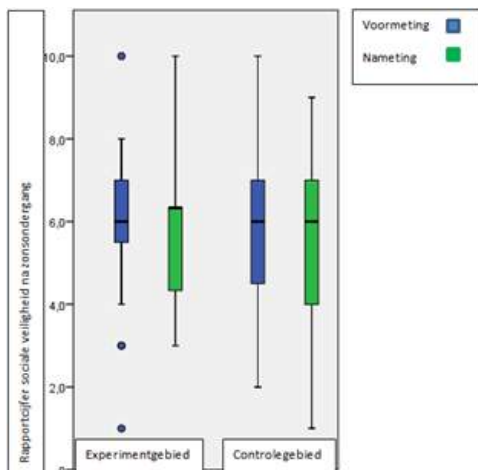 Voormeting
Nameting
Rapportcijfer sociale veiligheid na zonsondergang
10,0
8,0
6,0
4,0
2,0
Experimentgebied
Controlegebied